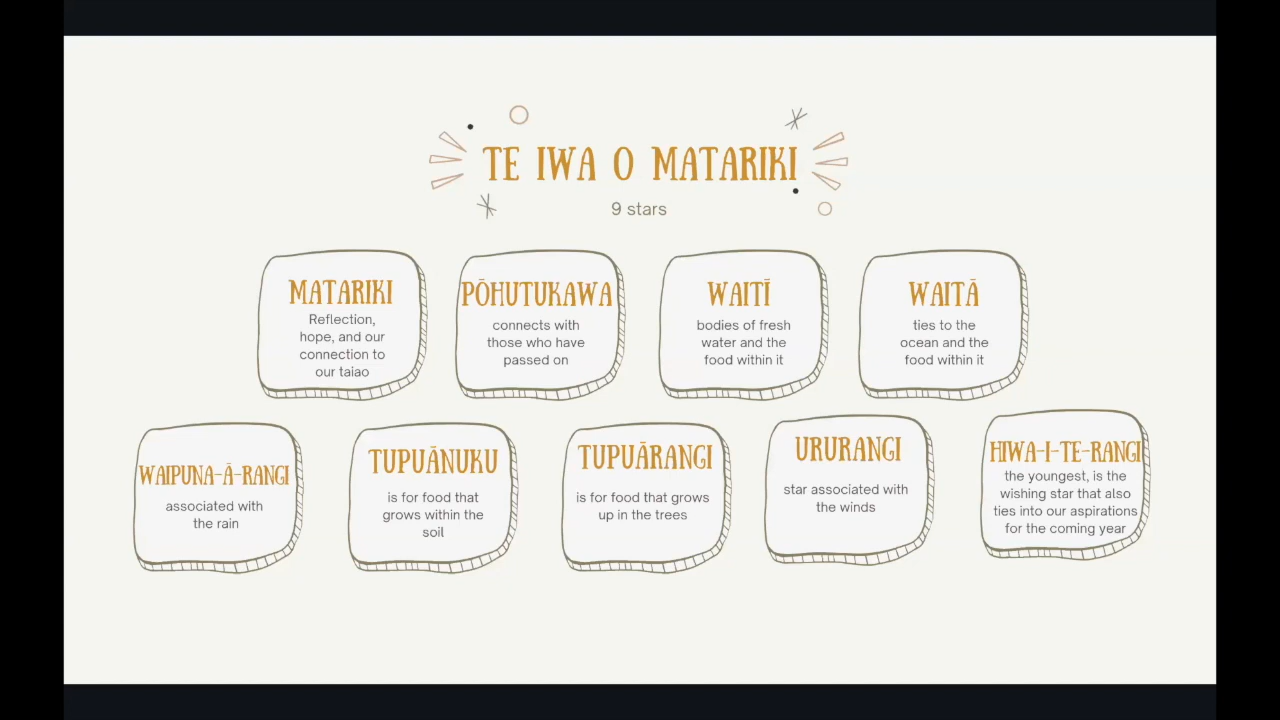 TE IWA O MATARIKI
9 stars
MATARIKI
Reflection,
hope, and our
connection to
our taiao
PŌHUTUKAWA
connects with
those who have
passed on
WAITĪ
bodies of fresh
water and the
food within it
WAITĀ
ties to the
ocean and the
food within it
WAIPUNA-Ā-RANGI
associated with
the rain
TUPUĀNUKU
is for food that
grows within the
soil
TUPUĀRANGI
is for food that grows
up in the trees
URURANGI
star associated with
the winds
HIWA-I-TE-RANGI
the youngest, is the
wishing star that also
ties into our aspirations
for the coming year